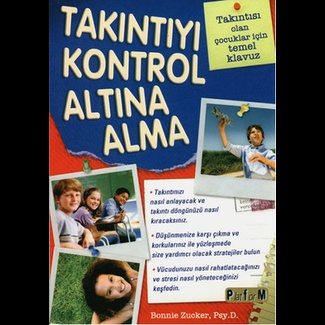 TAKINTIYI
KONTROL
ALTINA
ALMA
Takıntısı
olan
çocuklar için
temel
klavuz
• Takıntınızı
nasıl anlayacak ve
takıntı döngünüzü nasıl
kıracaksınız.
• Düşünmenize karşı çıkma ve
korkularınız ile yüzleşmede
size yardımcı olacak stratejiler bulun
• Vücudunuzu nasıl rahatlatacağınızı
ve stresi nasıl yöneteceğinizi
keşfedin.
Bonnie Zucker, Psy.D.